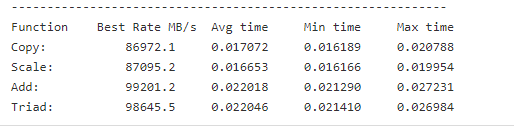 -------------------------------------------------------------
Function    Best Rate MB/s  Avg time     Min time     Max time
Copy:           86972.1     0.017072     0.016189     0.020788
Scale:          87095.2     0.016653     0.016166     0.019954
Add:            99201.2     0.022018     0.021290     0.027231
Triad:          98645.5     0.022046     0.021410     0.026984